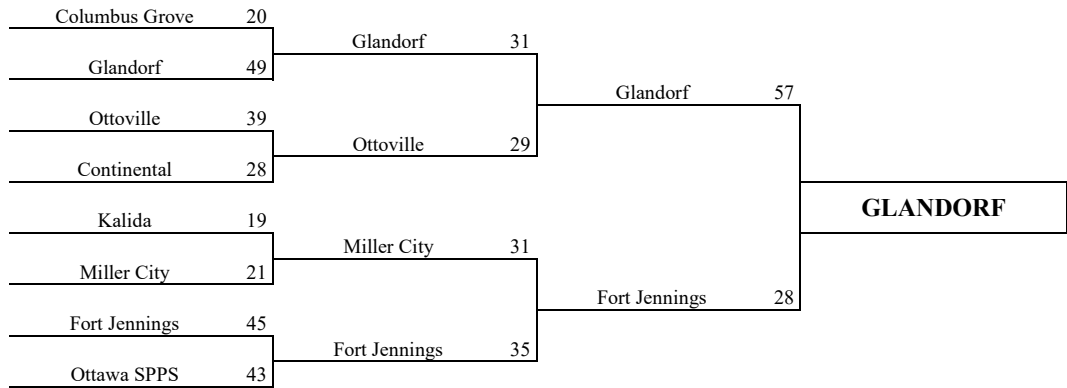 Columbus Grove 20
Glandorf 49
Ottoville 39
Continental 28
Kalida 19
Miller City 21
Fort Jennings 45
Ottawa SPPS 43
Glandorf 31
Ottoville 29
Miller City 31
Fort Jennings 35
Glandorf 57
Fort Jennings 28
GLANDORF